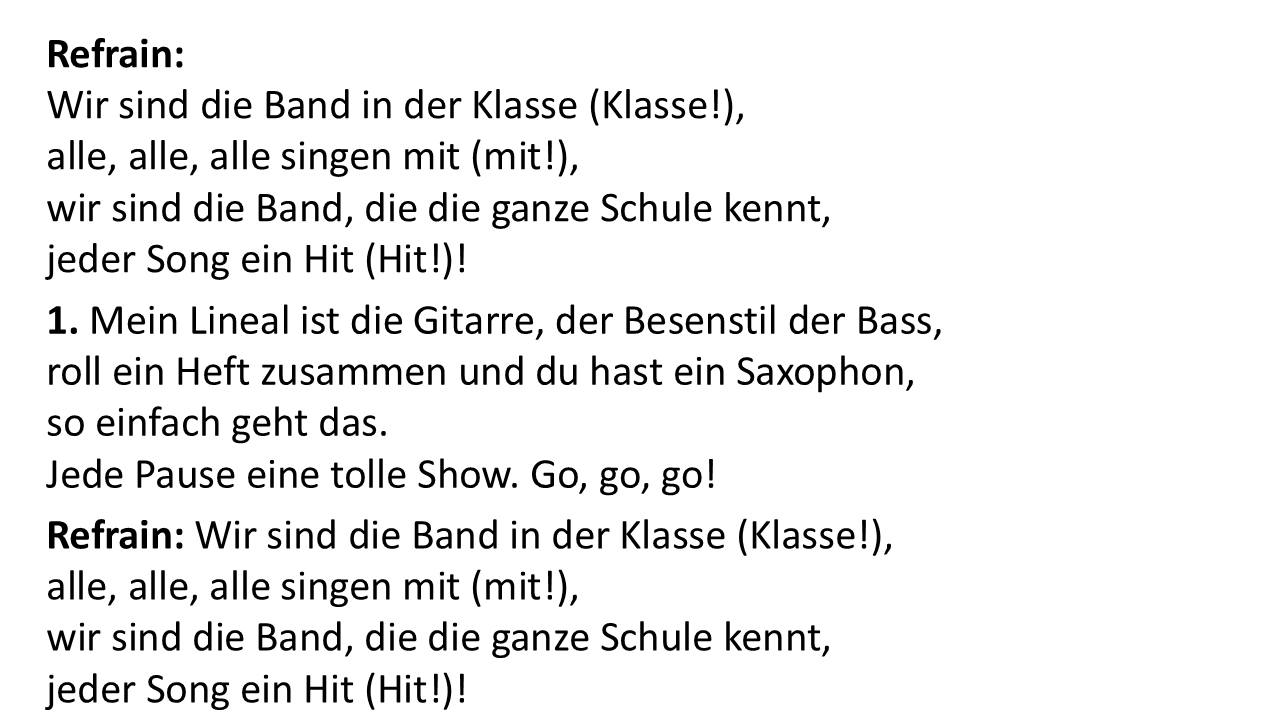 Refrain:
Wir sind die Band in der Klasse (Klasse!),
alle, alle, alle singen mit (mit!),
wir sind die Band, die die ganze Schule kennt,
jeder Song ein Hit (Hit!)!
1. Mein Lineal ist die Gitarre, der Besenstil der Bass,
roll ein Heft zusammen und du hast ein Saxophon,
so einfach geht das.
Jede Pause eine tolle Show. Go, go, go!
Refrain: Wir sind die Band in der Klasse (Klasse!),
alle, alle, alle singen mit (mit!),
wir sind die Band, die die ganze Schule kennt,
jeder Song ein Hit (Hit!)!